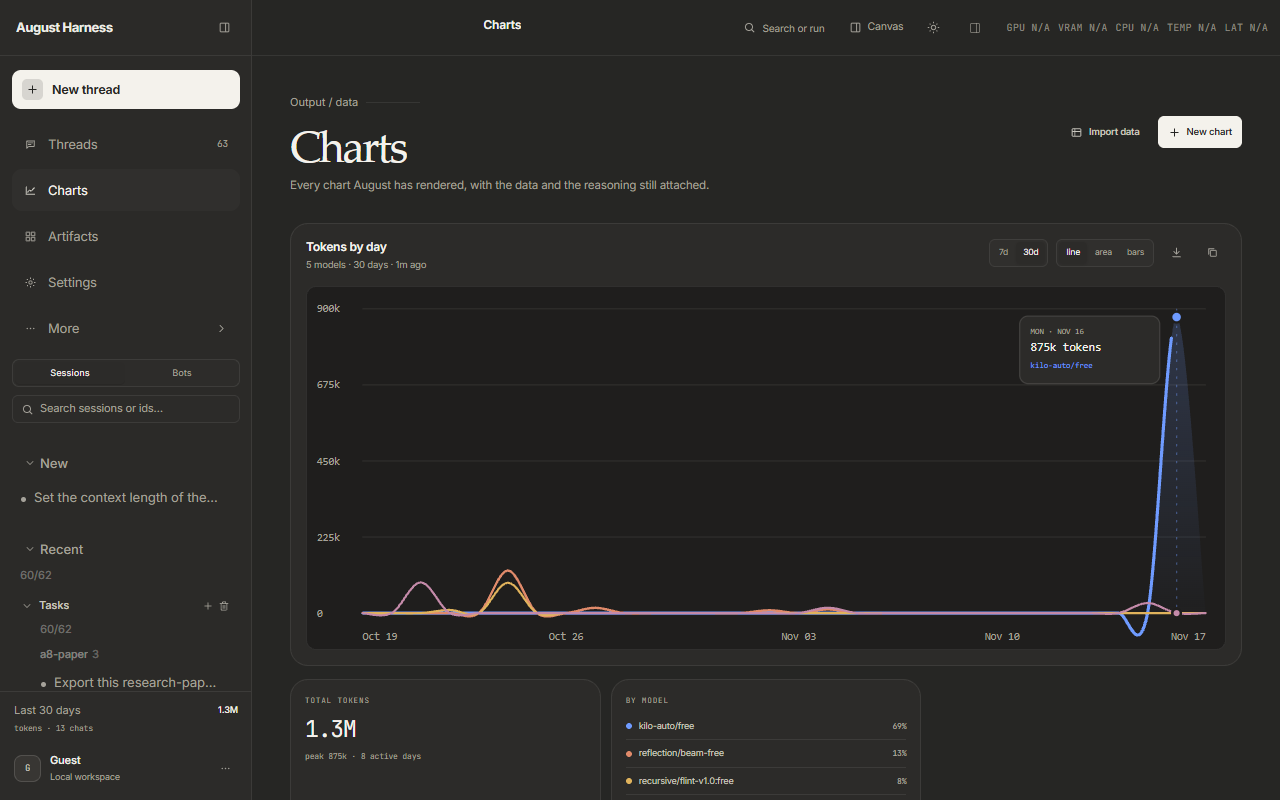 August Harness
New thread
Threads 63
Charts
Artifacts
Settings
More
Sessions Bots
Search sessions or ids...
New
Set the context length of the...
Recent
60/62
Tasks
60/62
a8-paper 3
Export this research-pap...
Last 30 days 1.3M
tokens · 13 chats
G
Guest
Local workspace
Charts
Search or run
Canvas
GPU N/A VRAM N/A CPU N/A TEMP N/A LAT N/A
Output / data
Charts
Every chart August has rendered, with the data and the reasoning still attached.
Import data
New chart
Tokens by day
5 models · 30 days · 1m ago
7d 30d
line area bars
900k
675k
450k
225k
0
MON · NOV 16
875k tokens
kilo-auto/free
Oct 19 Oct 26 Nov 03 Nov 10 Nov 17
TOTAL TOKENS
1.3M
peak 875k · 8 active days
BY MODEL
kilo-auto/free 69%
reflection/beam-free 13%
recursive/flint-v1.0:free 8%